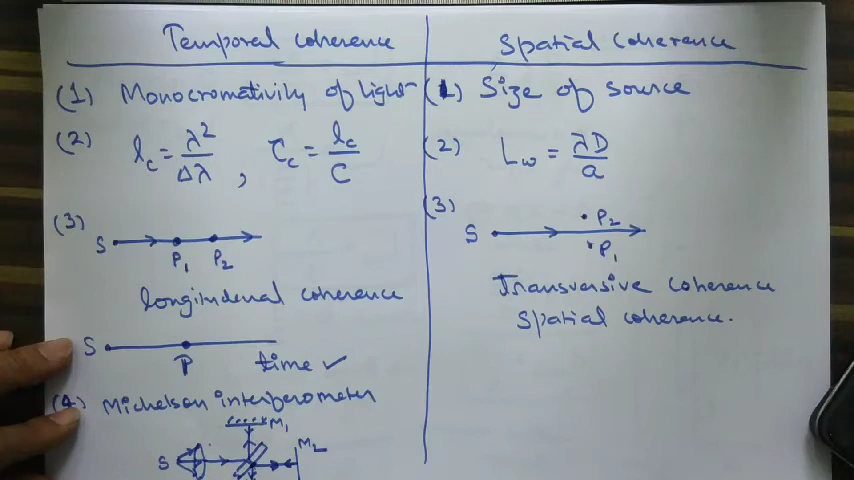 Temporal coherence
(1) Monocromativity of light
(2) lc = λ²/Δλ , τc = lc/C
(3)
S P₁ P₂
longitudenal coherence
S P time ✓
(4) Michelson interferometer
M₁
S M₂
Spatial Coherence
(1) Size of source
(2) Lw = λD/a
(3)
S P₂
P₁
Transversive coherence
Spatial coherence.